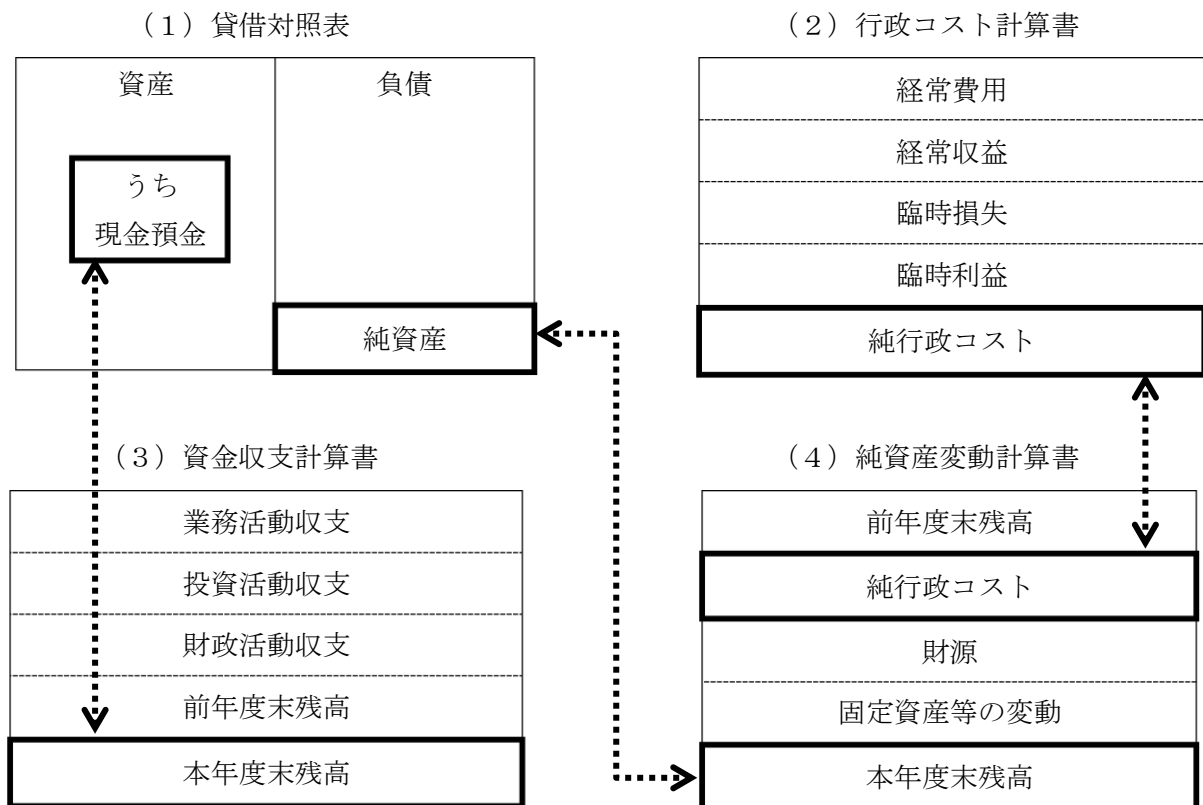 （１）貸借対照表
資産
負債
うち
現金預金
純資産
（２）行政コスト計算書
経常費用
経常収益
臨時損失
臨時利益
純行政コスト
（３）資金収支計算書
業務活動収支
投資活動収支
財政活動収支
前年度末残高
本年度末残高
（４）純資産変動計算書
前年度末残高
純行政コスト
財源
固定資産等の変動
本年度末残高